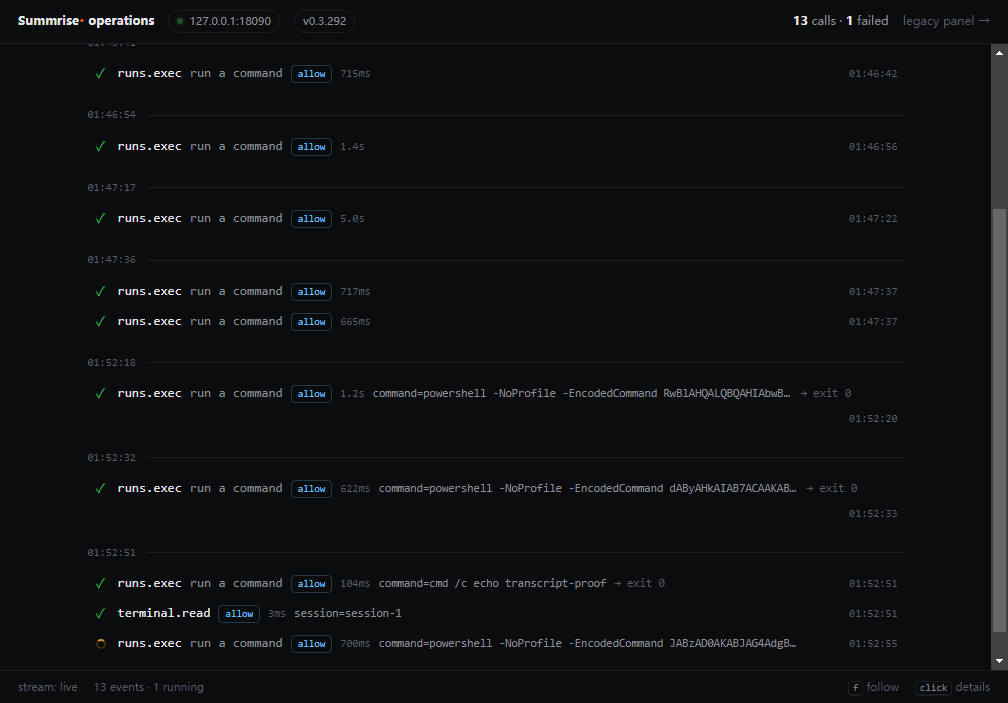 Summrise· operations 127.0.0.1:18090 v0.3.292 13 calls · 1 failed legacy panel →
✓ runs.exec run a command allow 715ms 01:46:42
01:46:54
✓ runs.exec run a command allow 1.4s 01:46:56
01:47:17
✓ runs.exec run a command allow 5.0s 01:47:22
01:47:36
✓ runs.exec run a command allow 717ms 01:47:37
✓ runs.exec run a command allow 665ms 01:47:37
01:52:18
✓ runs.exec run a command allow 1.2s command=powershell -NoProfile -EncodedCommand RwBlAHQALQBQAHIAbwB… → exit 0
01:52:20
01:52:32
✓ runs.exec run a command allow 622ms command=powershell -NoProfile -EncodedCommand dAByAHkAIAB7ACAAKAB… → exit 0
01:52:33
01:52:51
✓ runs.exec run a command allow 104ms command=cmd /c echo transcript-proof → exit 0 01:52:51
✓ terminal.read allow 3ms session=session-1 01:52:51
runs.exec run a command allow 700ms command=powershell -NoProfile -EncodedCommand JABzAD0AKABJAG4AdgB… 01:52:55
stream: live 13 events · 1 running f follow click details